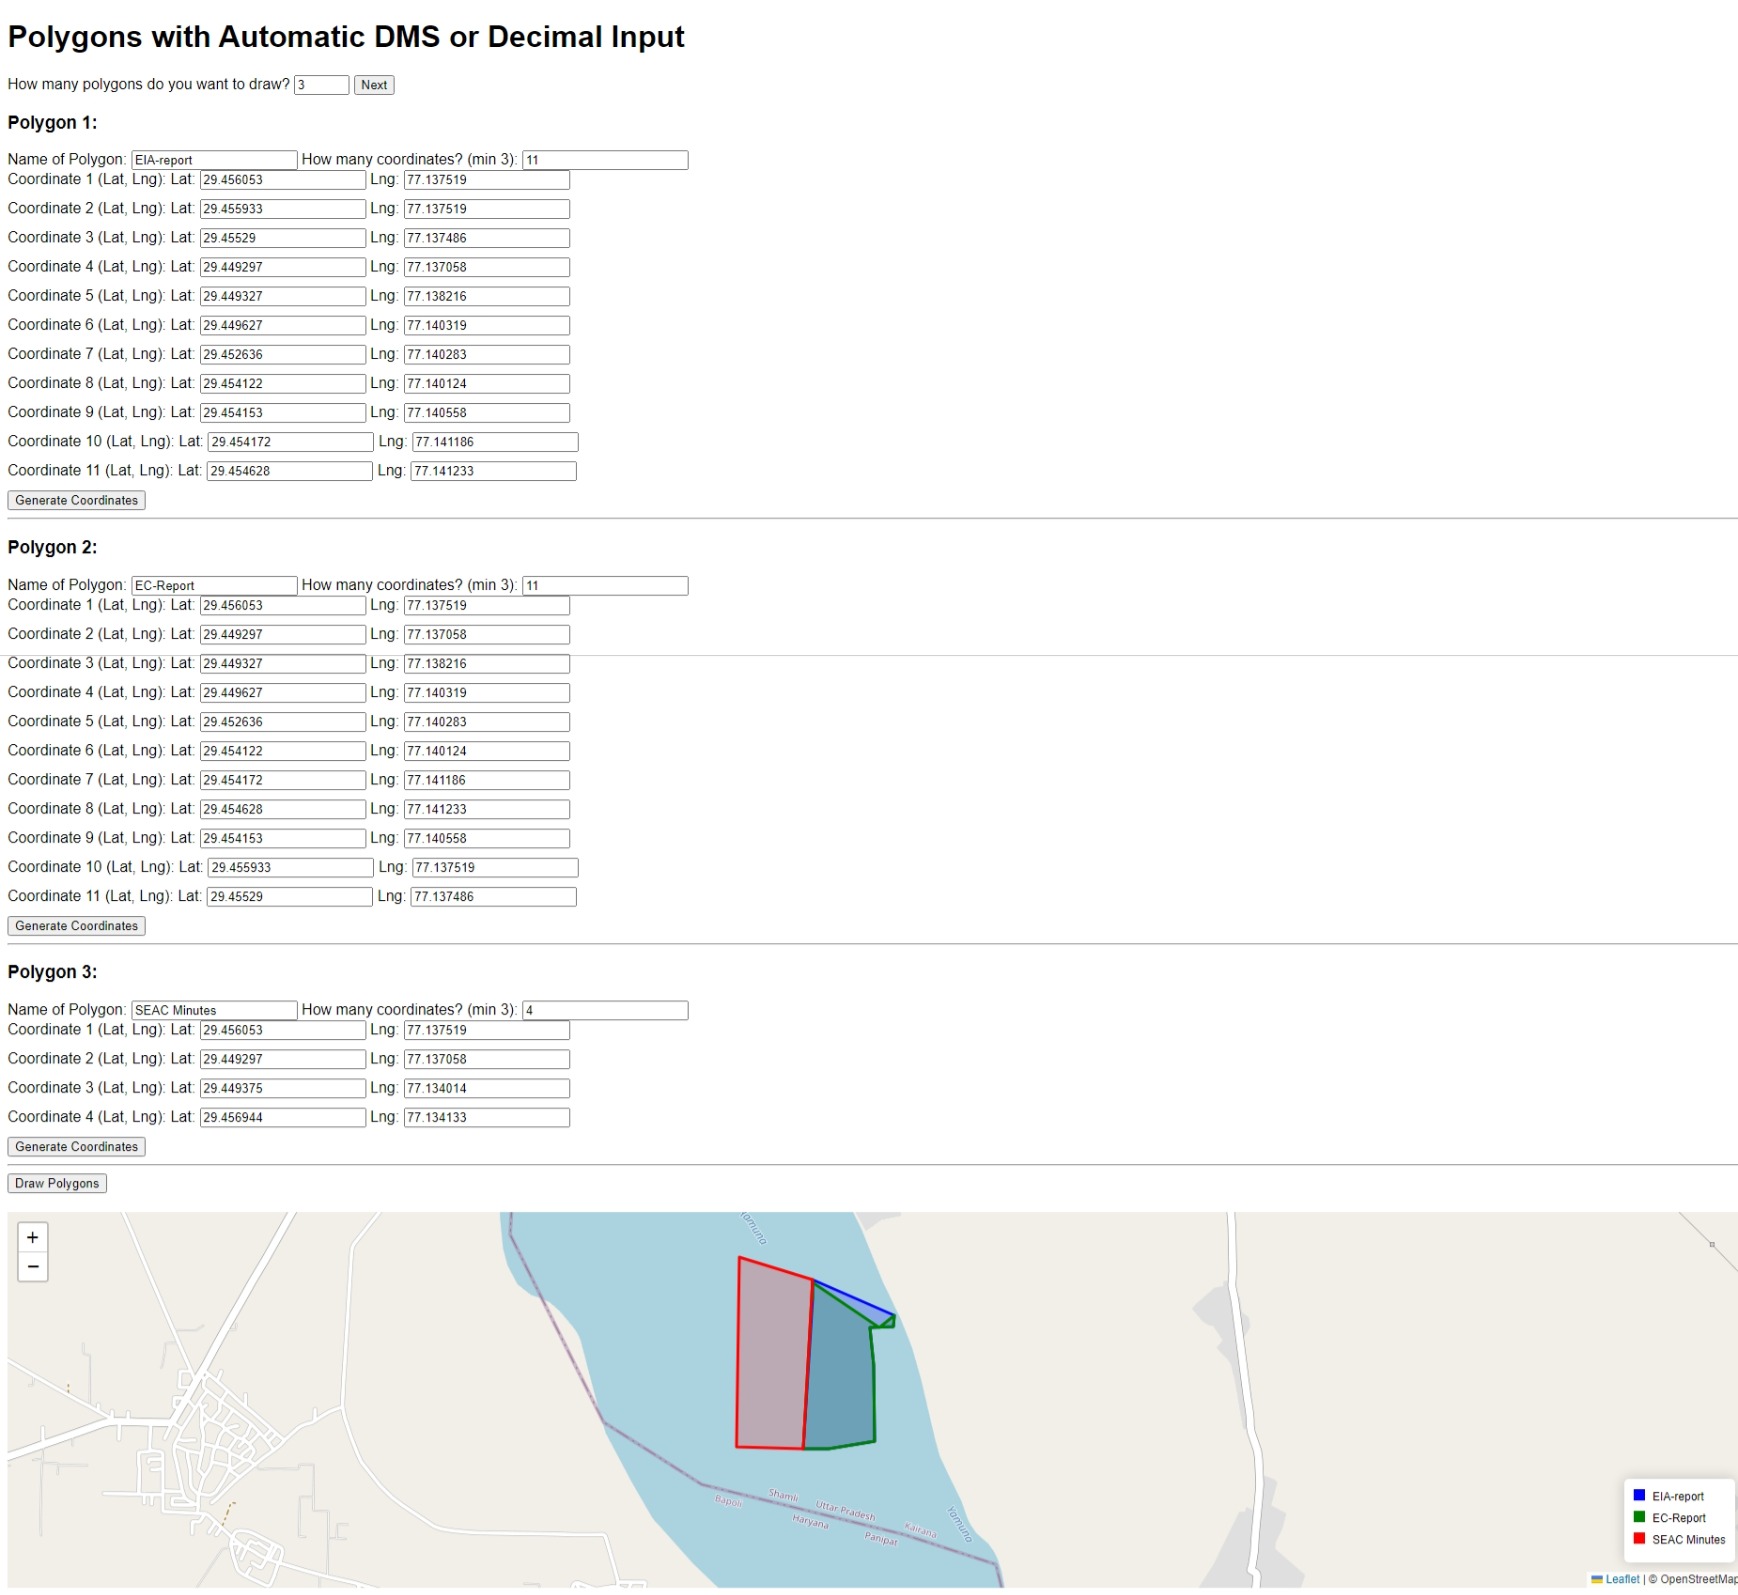 Polygons with Automatic DMS or Decimal Input
How many polygons do you want to draw? 3 Next
Polygon 1:
Name of Polygon: EIA-report How many coordinates? (min 3): 11
Coordinate 1 (Lat, Lng): Lat: 29.456053 Lng: 77.137519
Coordinate 2 (Lat, Lng): Lat: 29.455933 Lng: 77.137519
Coordinate 3 (Lat, Lng): Lat: 29.45529 Lng: 77.137486
Coordinate 4 (Lat, Lng): Lat: 29.449297 Lng: 77.137058
Coordinate 5 (Lat, Lng): Lat: 29.449327 Lng: 77.138216
Coordinate 6 (Lat, Lng): Lat: 29.449627 Lng: 77.140319
Coordinate 7 (Lat, Lng): Lat: 29.452636 Lng: 77.140283
Coordinate 8 (Lat, Lng): Lat: 29.454122 Lng: 77.140124
Coordinate 9 (Lat, Lng): Lat: 29.454153 Lng: 77.140558
Coordinate 10 (Lat, Lng): Lat: 29.454172 Lng: 77.141186
Coordinate 11 (Lat, Lng): Lat: 29.454628 Lng: 77.141233
Generate Coordinates
Polygon 2:
Name of Polygon: EC-Report How many coordinates? (min 3): 11
Coordinate 1 (Lat, Lng): Lat: 29.456053 Lng: 77.137519
Coordinate 2 (Lat, Lng): Lat: 29.449297 Lng: 77.137058
Coordinate 3 (Lat, Lng): Lat: 29.449327 Lng: 77.138216
Coordinate 4 (Lat, Lng): Lat: 29.449627 Lng: 77.140319
Coordinate 5 (Lat, Lng): Lat: 29.452636 Lng: 77.140283
Coordinate 6 (Lat, Lng): Lat: 29.454122 Lng: 77.140124
Coordinate 7 (Lat, Lng): Lat: 29.454172 Lng: 77.141186
Coordinate 8 (Lat, Lng): Lat: 29.454628 Lng: 77.141233
Coordinate 9 (Lat, Lng): Lat: 29.454153 Lng: 77.140558
Coordinate 10 (Lat, Lng): Lat: 29.455933 Lng: 77.137519
Coordinate 11 (Lat, Lng): Lat: 29.45529 Lng: 77.137486
Generate Coordinates
Polygon 3:
Name of Polygon: SEAC Minutes How many coordinates? (min 3): 4
Coordinate 1 (Lat, Lng): Lat: 29.456053 Lng: 77.137519
Coordinate 2 (Lat, Lng): Lat: 29.449297 Lng: 77.137058
Coordinate 3 (Lat, Lng): Lat: 29.449375 Lng: 77.134014
Coordinate 4 (Lat, Lng): Lat: 29.456944 Lng: 77.134133
Generate Coordinates
Draw Polygons
+
−
Yamuna
Shamli
Bapoli
Uttar Pradesh
Haryana
Kairana
Panipat
Yamuna
EIA-report
EC-Report
SEAC Minutes
Leaflet | © OpenStreetMap